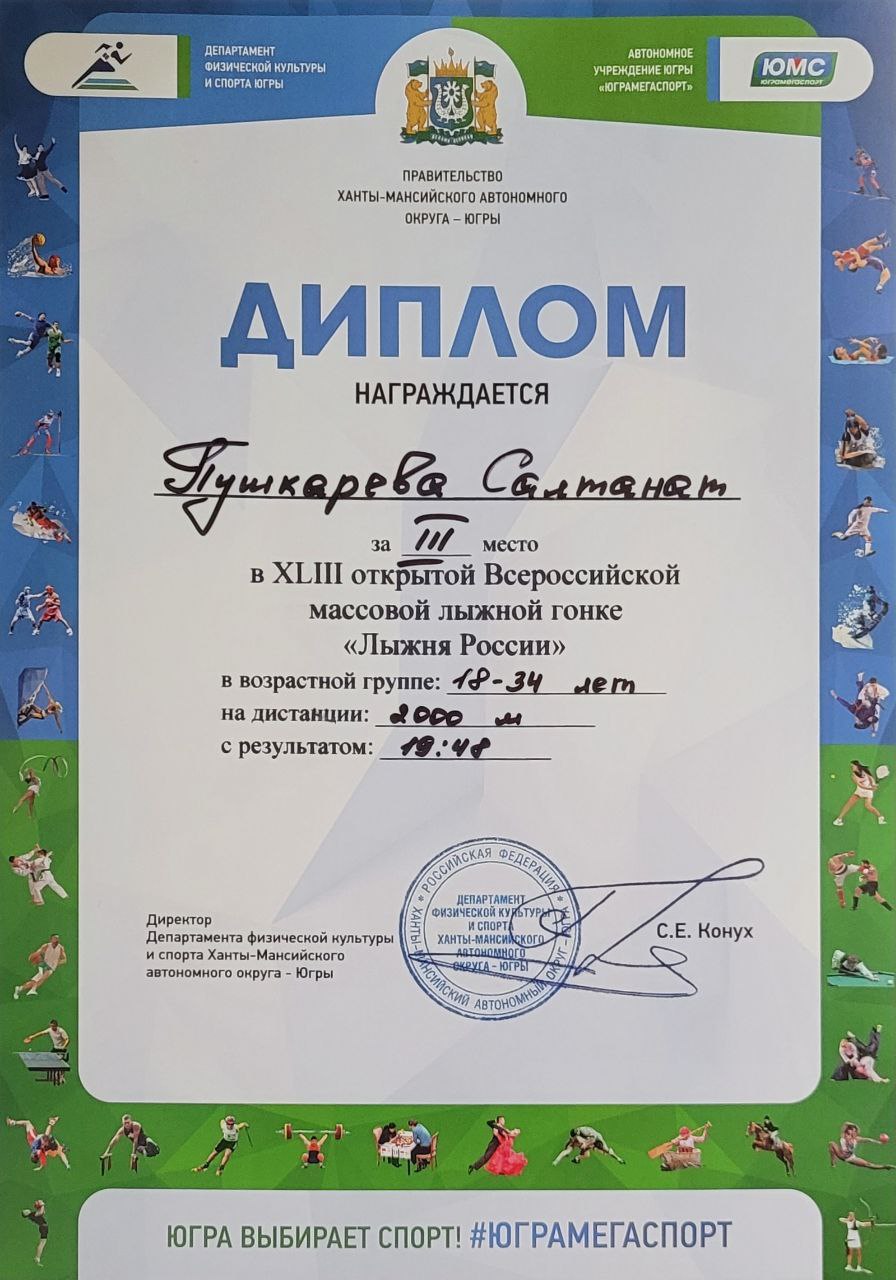 ДЕПАРТАМЕНТ
ФИЗИЧЕСКОЙ КУЛЬТУРЫ
И СПОРТА ЮГРЫ
АВТОНОМНОЕ
УЧРЕЖДЕНИЕ ЮГРЫ
«ЮГРАМЕГАСПОРТ»
ЮМС
ЮГРАМЕГАСПОРТ
ПРАВИТЕЛЬСТВО
ХАНТЫ-МАНСИЙСКОГО АВТОНОМНОГО
ОКРУГА – ЮГРЫ
ДИПЛОМ
НАГРАЖДАЕТСЯ
Пушкарева Салтанат
за III место
в XLIII открытой Всероссийской
массовой лыжной гонке
«Лыжня России»
в возрастной группе: 18-34 лет
на дистанции: 2000 м
с результатом: 19:48
Директор
Департамента физической культуры
и спорта Ханты-Мансийского
автономного округа - Югры
РОССИЙСКАЯ ФЕДЕРАЦИЯ
ХАНТЫ-МАНСИЙСКИЙ АВТОНОМНЫЙ ОКРУГ - ЮГРА
ДЕПАРТАМЕНТ
ФИЗИЧЕСКОЙ КУЛЬТУРЫ
И СПОРТА
ХАНТЫ-МАНСИЙСКОГО
АВТОНОМНОГО
ОКРУГА - ЮГРЫ
С.Е. Конух
ЮГРА ВЫБИРАЕТ СПОРТ! #ЮГРАМЕГАСПОРТ